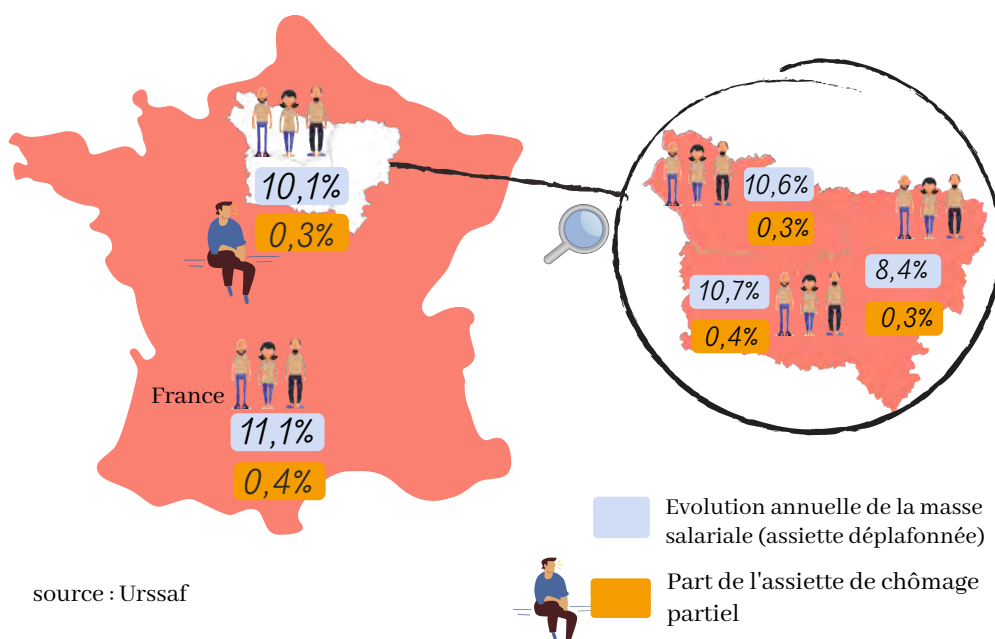 10,1%
0,3%
10,6%
0,3%
8,4%
0,3%
10,7%
0,4%
France
11,1%
0,4%
Evolution annuelle de la masse
salariale (assiette déplafonnée)
Part de l'assiette de chômage
partiel
source : Urssaf